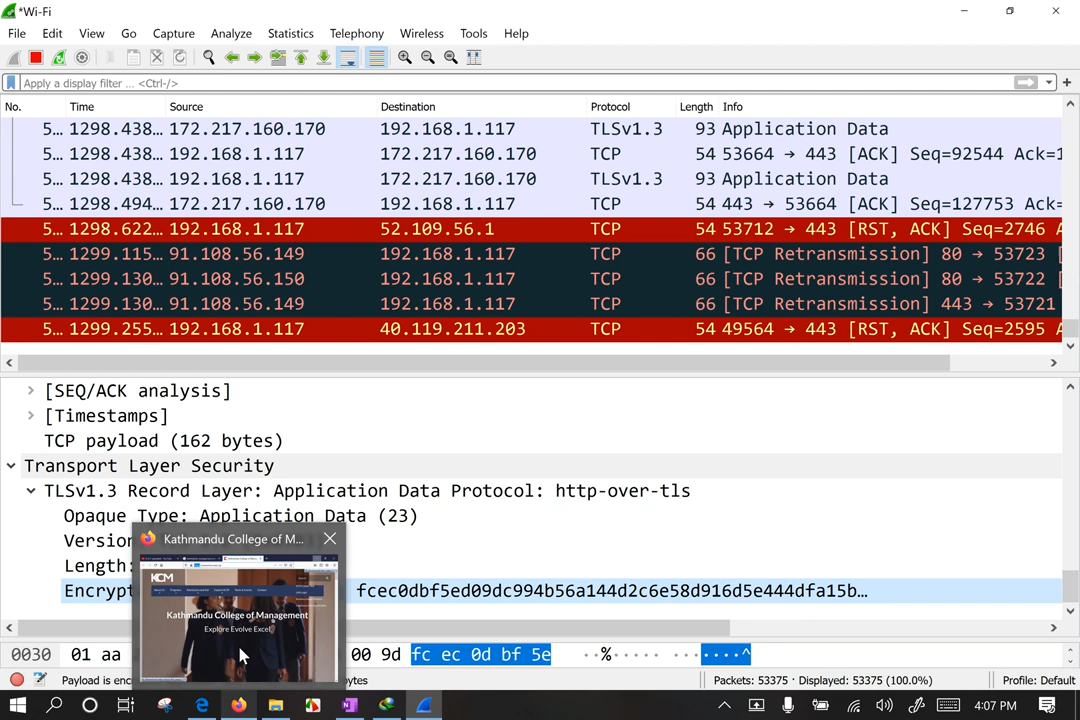 *Wi-Fi
File Edit View Go Capture Analyze Statistics Telephony Wireless Tools Help
Apply a display filter ... <Ctrl-/>
No. Time Source Destination Protocol Length Info
5... 1298.438... 172.217.160.170 192.168.1.117 TLSv1.3 93 Application Data
5... 1298.438... 192.168.1.117 172.217.160.170 TCP 54 53664 → 443 [ACK] Seq=92544 Ack=1
5... 1298.438... 192.168.1.117 172.217.160.170 TLSv1.3 93 Application Data
5... 1298.494... 172.217.160.170 192.168.1.117 TCP 54 443 → 53664 [ACK] Seq=127753 Ack=
5... 1298.622... 192.168.1.117 52.109.56.1 TCP 54 53712 → 443 [RST, ACK] Seq=2746 A
5... 1299.115... 91.108.56.149 192.168.1.117 TCP 66 [TCP Retransmission] 80 → 53723 [
5... 1299.130... 91.108.56.150 192.168.1.117 TCP 66 [TCP Retransmission] 80 → 53722 [
5... 1299.130... 91.108.56.149 192.168.1.117 TCP 66 [TCP Retransmission] 443 → 53721
5... 1299.255... 192.168.1.117 40.119.211.203 TCP 54 49564 → 443 [RST, ACK] Seq=2595 A
[SEQ/ACK analysis]
[Timestamps]
TCP payload (162 bytes)
Transport Layer Security
TLSv1.3 Record Layer: Application Data Protocol: http-over-tls
Opaque Type: Application Data (23)
Version
Length:
Encrypt fcec0dbf5ed09dc994b56a144d2c6e58d916d5e444dfa15b…
Kathmandu College of M...
KCM
Kathmandu College of Management
Explore Evolve Excel
0030 01 aa 00 9d fc ec 0d bf 5e ··%····· ····^
Payload is encr ytes) Packets: 53375 · Displayed: 53375 (100.0%) Profile: Default
4:07 PM